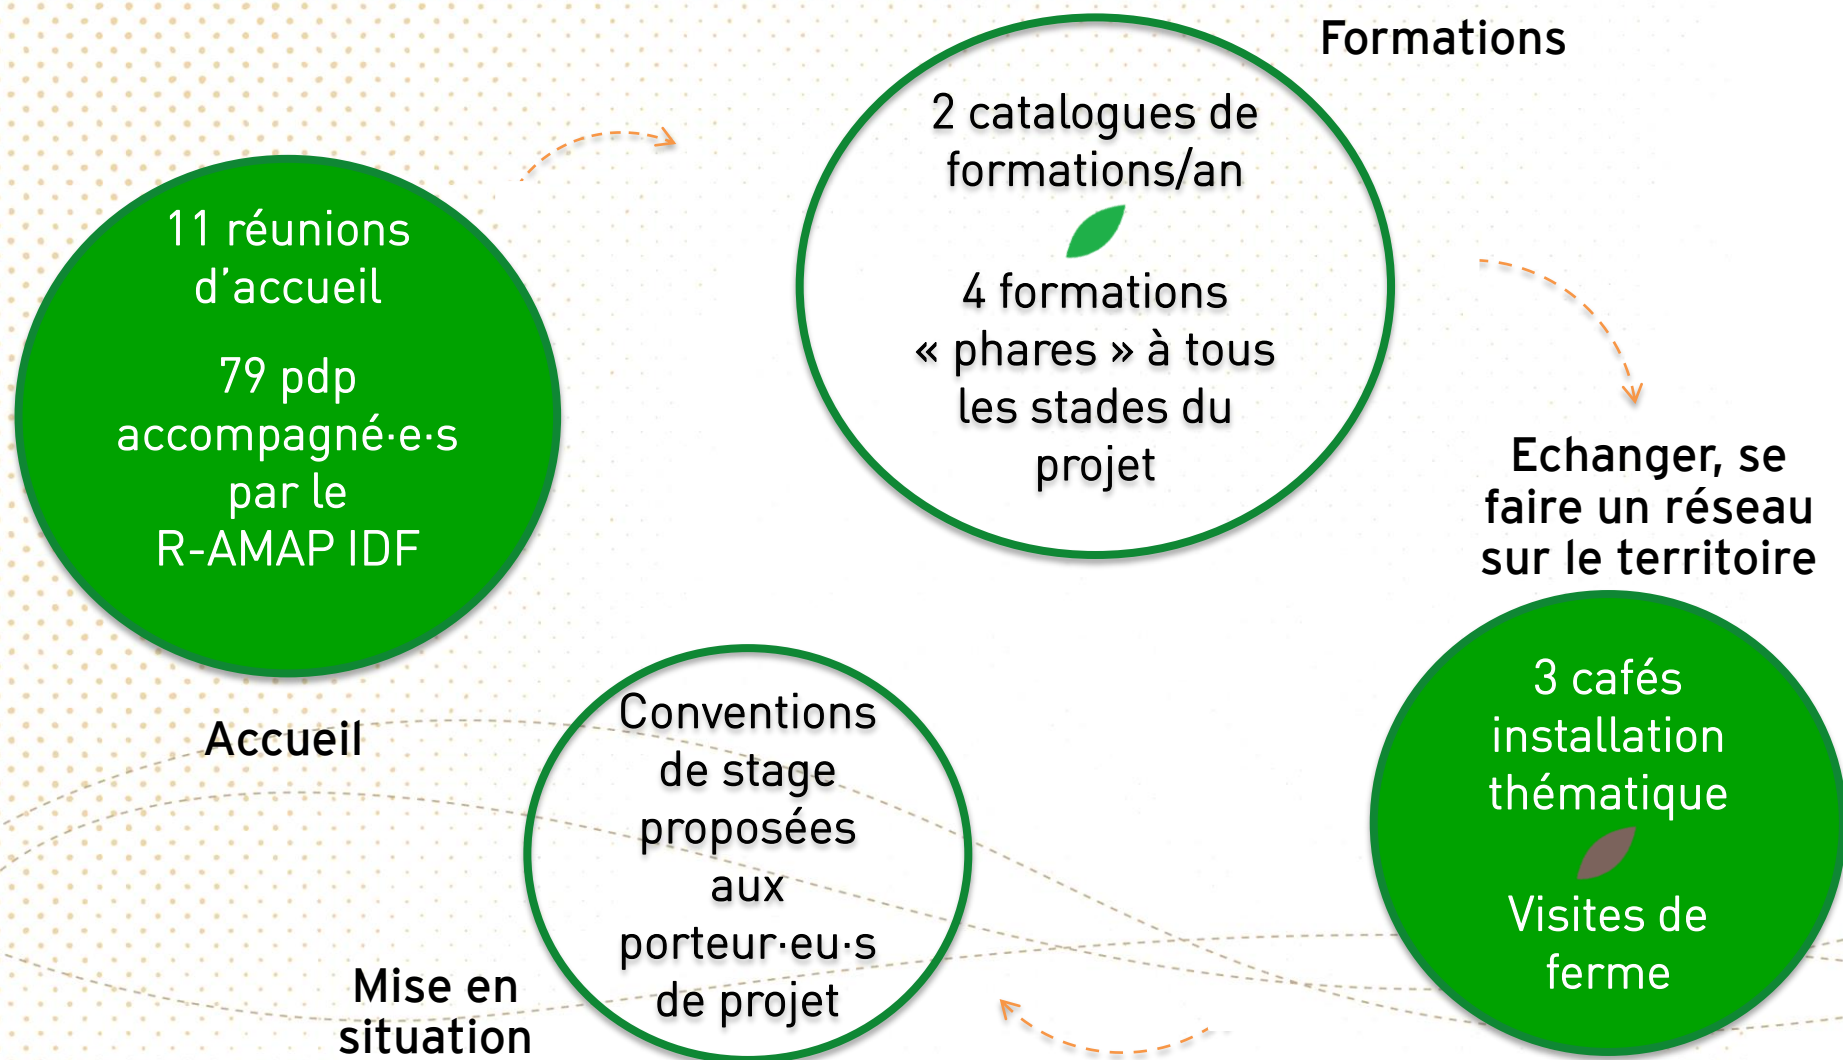 11 réunions
d’accueil
79 pdp
accompagné·e·s
par le
R-AMAP IDF
Accueil
Formations
2 catalogues de
formations/an
4 formations
« phares » à tous
les stades du
projet
Echanger, se
faire un réseau
sur le territoire
3 cafés
installation
thématique
Visites de
ferme
Conventions
de stage
proposées
aux
porteur·eu·s
de projet
Mise en
situation